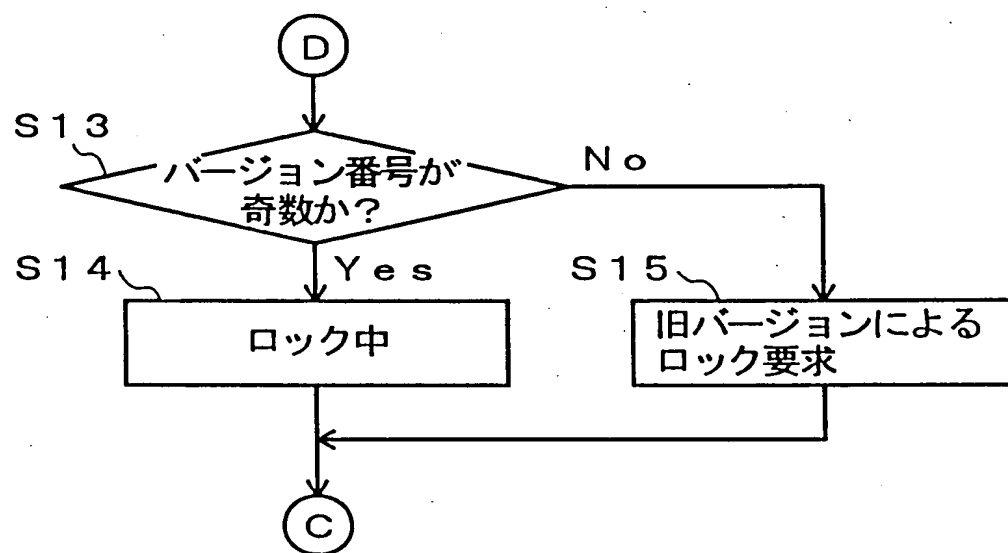 D
S13
バージョン番号が
奇数か?
No
Yes
S14
ロック中
S15
旧バージョンによる
ロック要求
C